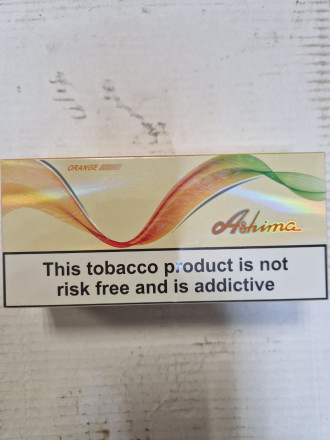 ORANGE
Ashima
This tobacco product is not
risk free and is addictive